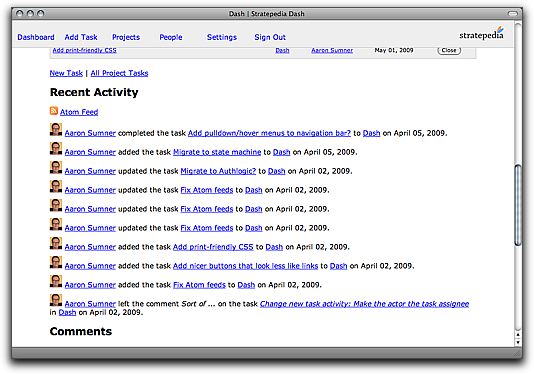 Dash | Stratepedia Dash
Dashboard Add Task Projects People Settings Sign Out stratepedia
Add print-friendly CSS Dash Aaron Sumner May 01, 2009 Close
New Task | All Project Tasks
Recent Activity
Atom Feed
Aaron Sumner completed the task Add pulldown/hover menus to navigation bar? to Dash on April 05, 2009.
Aaron Sumner added the task Migrate to state machine to Dash on April 05, 2009.
Aaron Sumner updated the task Migrate to Authlogic? to Dash on April 02, 2009.
Aaron Sumner updated the task Fix Atom feeds to Dash on April 02, 2009.
Aaron Sumner updated the task Fix Atom feeds to Dash on April 02, 2009.
Aaron Sumner updated the task Fix Atom feeds to Dash on April 02, 2009.
Aaron Sumner added the task Add print-friendly CSS to Dash on April 02, 2009.
Aaron Sumner added the task Add nicer buttons that look less like links to Dash on April 02, 2009.
Aaron Sumner added the task Fix Atom feeds to Dash on April 02, 2009.
Aaron Sumner left the comment Sort of ... on the task Change new task activity: Make the actor the task assignee
in Dash on April 02, 2009.
Comments